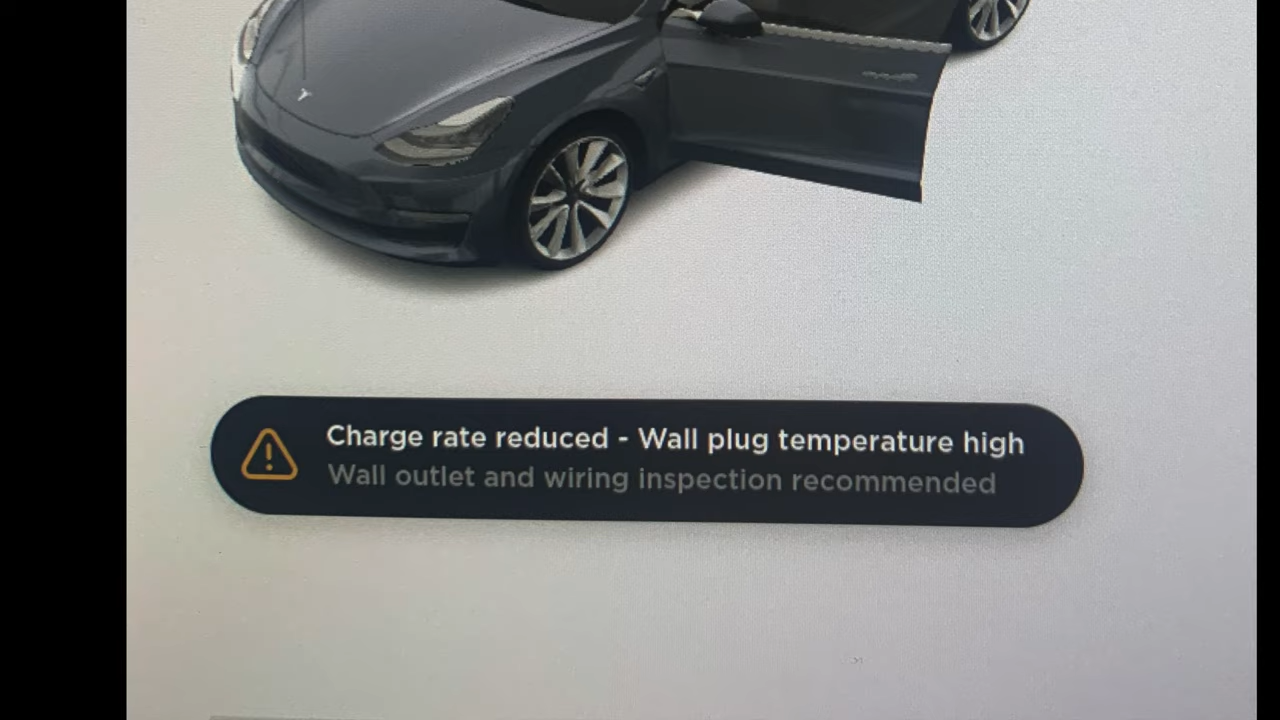 Charge rate reduced - Wall plug temperature high
Wall outlet and wiring inspection recommended